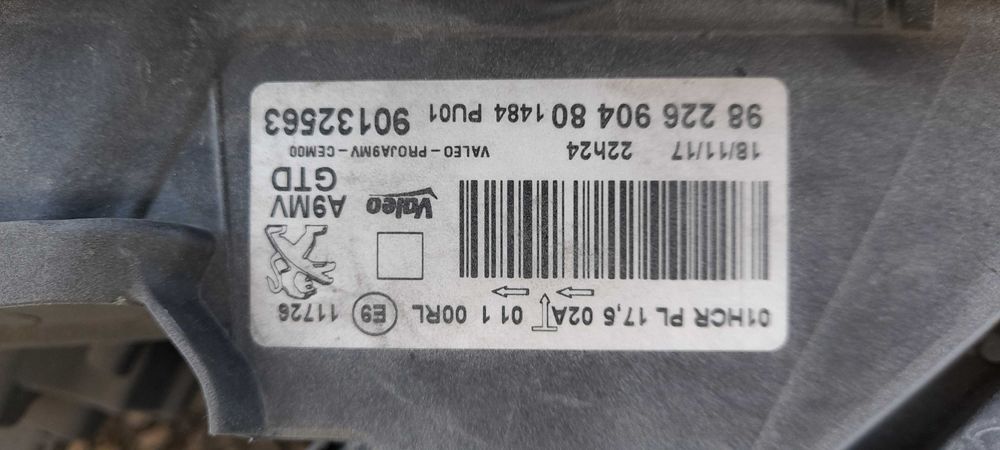 01HCR PL 17,5 02A 01 1 00RL E9 11726
Valeo A9MV
GTD
18/11/17 22h24 VALEO - PROJA9MV - CEM00
98 226 904 80 1484 PU01 90132563